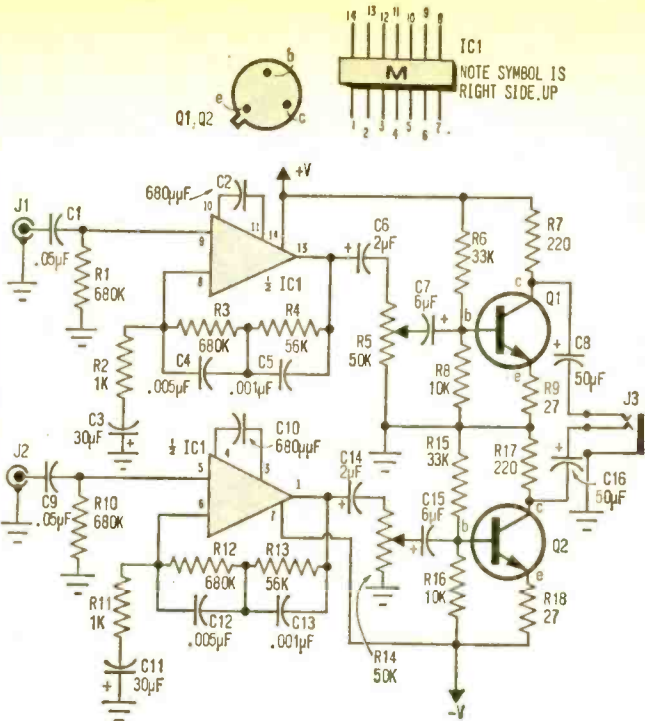 14 13 12 11 10 9 8
IC1
M
NOTE SYMBOL IS
RIGHT SIDE UP
b
e
c
Q1, Q2
1 2 3 4 5 6 7
+V
J1
C1
.05μF
R1
680K
680μμF
C2
10
11
14
9
13
8
½ IC1
C6
2μF
R6
33K
R7
220
C7
6μF
b
c
Q1
e
R3
680K
R4
56K
R5
50K
R8
10K
C8
50μF
R2
1K
C4
.005μF
C5
.001μF
R9
27
J3
C3
30μF
½ IC1
C10
680μμF
R15
33K
R17
220
C16
50μF
J2
C9
.05μF
R10
680K
4
3
5
1
6
7
C14
2μF
C15
6μF
b
c
Q2
e
R12
680K
R13
56K
R16
10K
R18
27
R11
1K
C12
.005μF
C13
.001μF
R14
50K
C11
30μF
-V